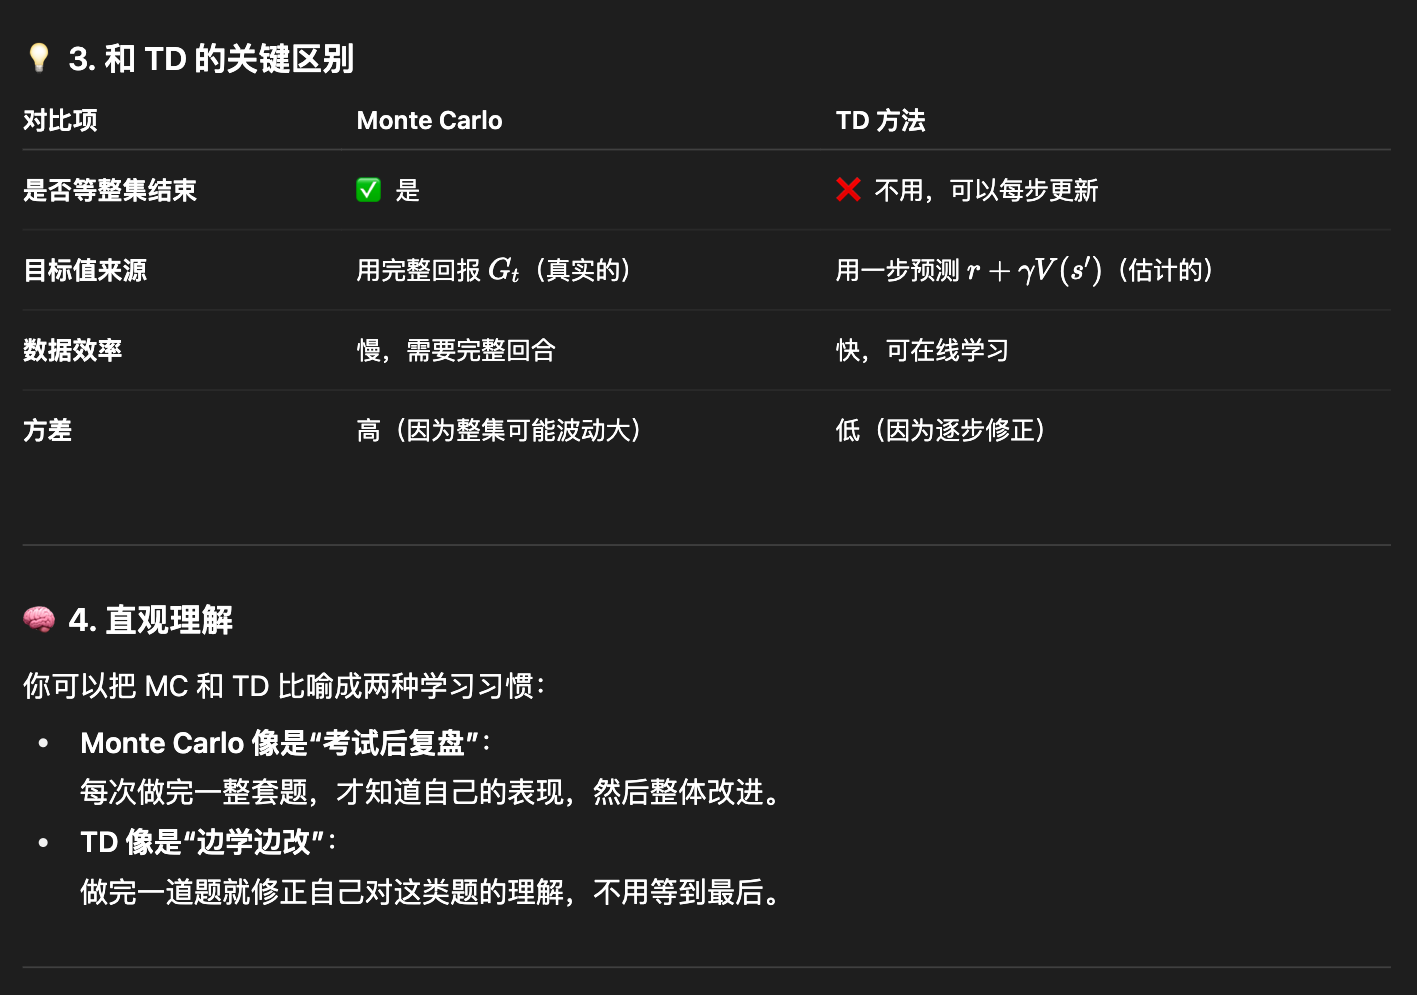 💡 3. 和 TD 的关键区别
对比项 Monte Carlo TD 方法
是否等整集结束 ✅ 是 ❌ 不用，可以每步更新
目标值来源 用完整回报 G_t（真实的） 用一步预测 r + γV(s′)（估计的）
数据效率 慢，需要完整回合 快，可在线学习
方差 高（因为整集可能波动大） 低（因为逐步修正）
🧠 4. 直观理解
你可以把 MC 和 TD 比喻成两种学习习惯：
• Monte Carlo 像是“考试后复盘”：
每次做完一整套题，才知道自己的表现，然后整体改进。
• TD 像是“边学边改”：
做完一道题就修正自己对这类题的理解，不用等到最后。